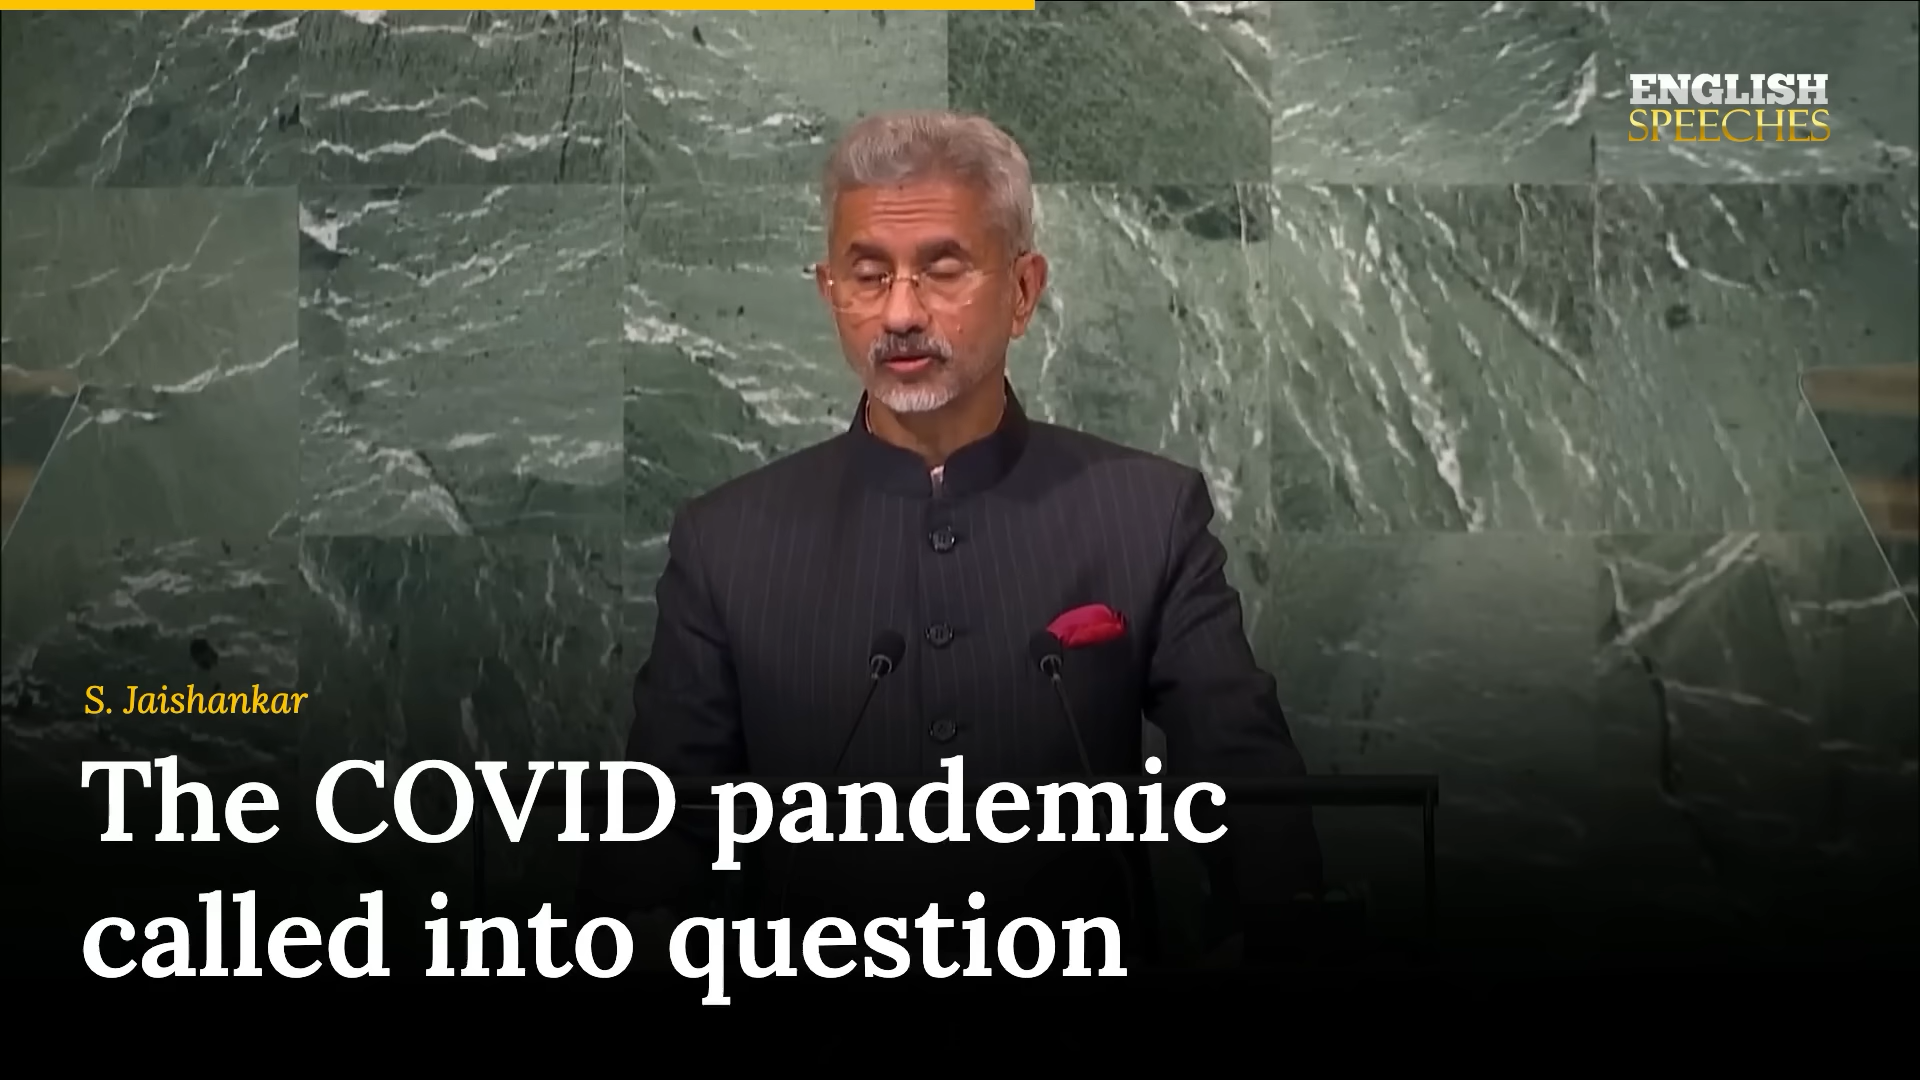 ENGLISH
SPEECHES
S. Jaishankar
The COVID pandemic
called into question